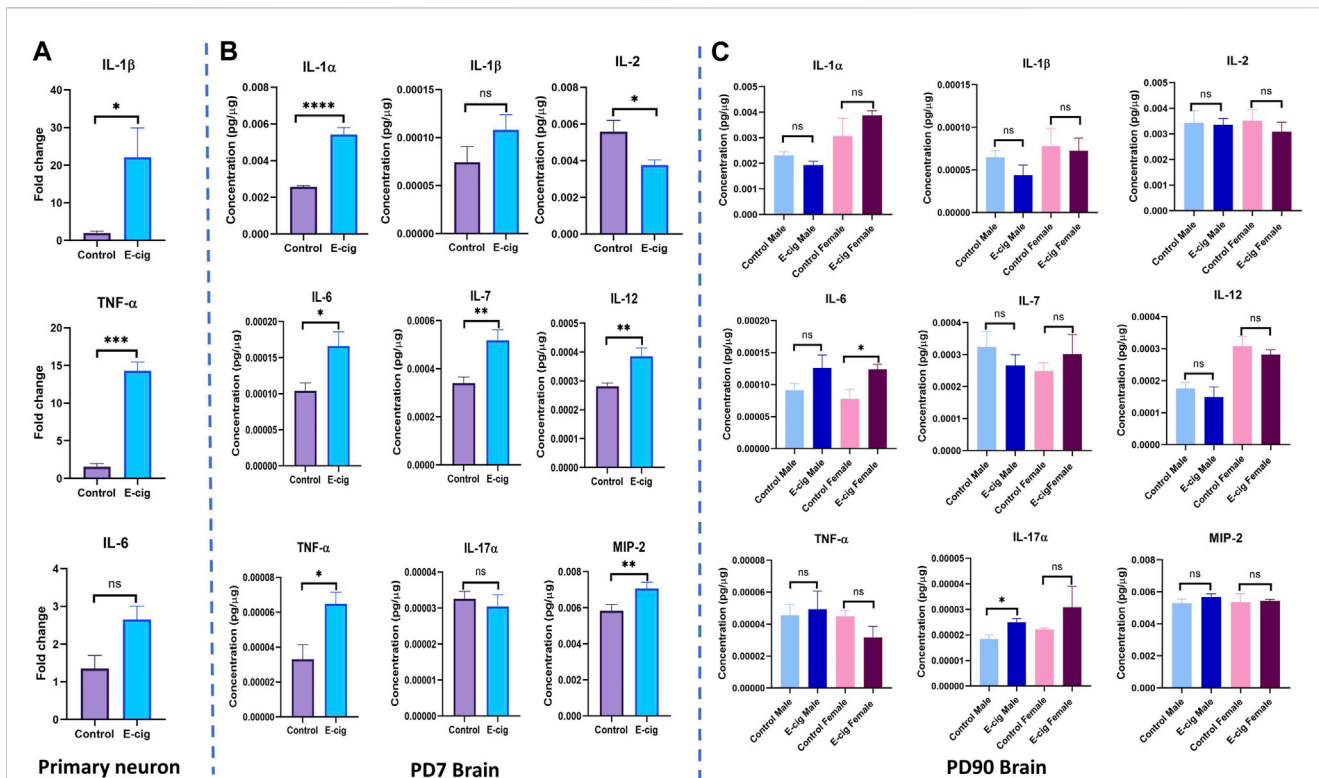 A
IL-1β
*
Fold change
40
30
20
10
0
Control E-cig
TNF-α
***
Fold change
20
15
10
5
0
Control E-cig
IL-6
ns
Fold change
4
3
2
1
0
Control E-cig
Primary neuron
B
IL-1α
****
Concentration (pg/µg)
0.008
0.006
0.004
0.002
0.000
Control E-cig
IL-1β
ns
Concentration (pg/µg)
0.00015
0.00010
0.00005
0.00000
Control E-cig
IL-2
*
Concentration (pg/µg)
0.008
0.006
0.004
0.002
0.000
Control E-cig
IL-6
*
Concentration (pg/µg)
0.00020
0.00015
0.00010
0.00005
0.00000
Control E-cig
IL-7
**
Concentration (pg/µg)
0.0006
0.0004
0.0002
0.0000
Control E-cig
IL-12
**
Concentration (pg/µg)
0.0005
0.0004
0.0003
0.0002
0.0001
0.0000
Control E-cig
TNF-α
*
Concentration (pg/µg)
0.00008
0.00006
0.00004
0.00002
0.00000
Control E-cig
IL-17α
ns
Concentration (pg/µg)
0.00004
0.00003
0.00002
0.00001
0.00000
Control E-cig
MIP-2
**
Concentration (pg/µg)
0.008
0.006
0.004
0.002
0.000
Control E-cig
PD7 Brain
C
IL-1α
ns
ns
Concentration (pg/µg)
0.005
0.004
0.003
0.002
0.001
0.000
Control Male
E-cig Male
Control Female
E-cig Female
IL-1β
ns
ns
Concentration (pg/µg)
0.00015
0.00010
0.00005
0.00000
Control Male
E-cig Male
Control Female
E-cig Female
IL-2
ns
ns
Concentration (pg/µg)
0.005
0.004
0.003
0.002
0.001
0.000
Control Male
E-cig Male
Control Female
E-cig Female
IL-6
ns
*
Concentration (pg/µg)
0.00020
0.00015
0.00010
0.00005
0.00000
Control Male
E-cig Male
Control Female
E-cig Female
IL-7
ns
ns
Concentration (pg/µg)
0.0004
0.0003
0.0002
0.0001
0.0000
Control Male
E-cig Male
Control Female
E-cigFemale
IL-12
ns
ns
Concentration (pg/µg)
0.0004
0.0003
0.0002
0.0001
0.0000
Control Male
E-cig Male
Control Female
E-cig Female
TNF-α
ns
ns
Concentration (pg/µg)
0.00008
0.00006
0.00004
0.00002
0.00000
Control Male
E-cig Male
Control Female
E-cig Female
IL-17α
*
ns
Concentration (pg/µg)
0.00005
0.00004
0.00003
0.00002
0.00001
0.00000
Control Male
E-cig Male
Control Female
E-cig Female
MIP-2
ns
ns
Concentration (pg/µg)
0.008
0.006
0.004
0.002
0.000
Control Male
E-cig Male
Control Female
E-cig Female
PD90 Brain